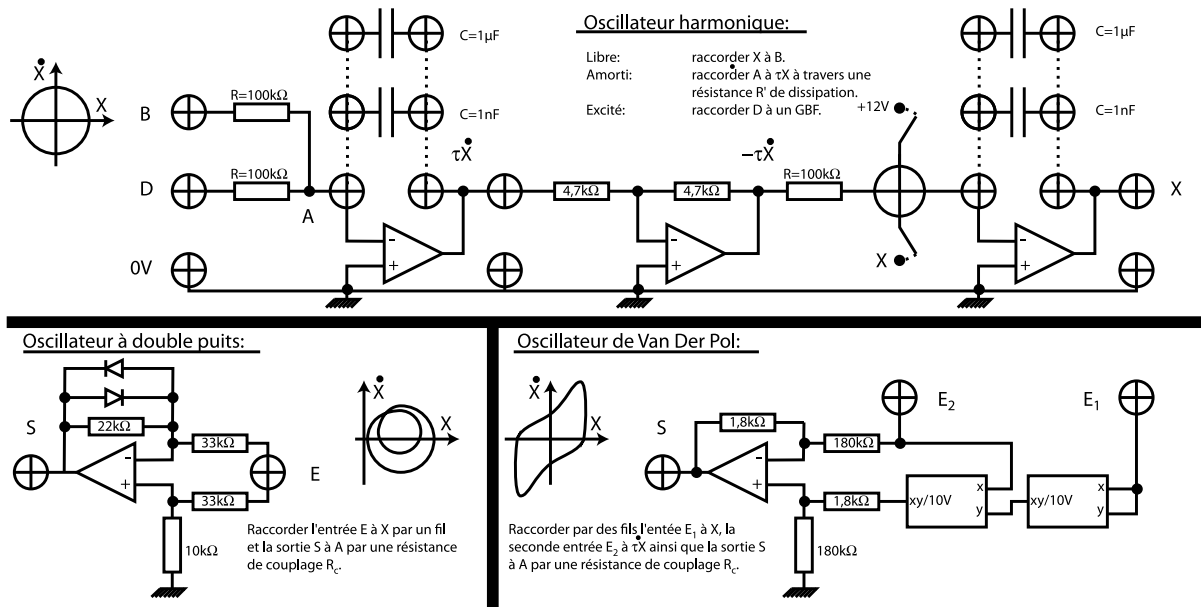 Oscillateur harmonique:
Libre: raccorder X à B.
Amorti: raccorder A à τẊ à travers une
résistance R' de dissipation.
Excité: raccorder D à un GBF.
C=1µF
C=1nF
C=1µF
C=1nF
Ẋ
X
B
R=100kΩ
D
R=100kΩ
A
0V
τẊ
4,7kΩ
4,7kΩ
−τẊ
R=100kΩ
+12V
X
X
-
+
-
+
-
+
Oscillateur à double puits:
S
22kΩ
33kΩ
33kΩ
10kΩ
-
+
E
Ẋ
X
Raccorder l'entrée E à X par un fil
et la sortie S à A par une résistance
de couplage Rc.
Oscillateur de Van Der Pol:
Ẋ
X
S
1,8kΩ
180kΩ
1,8kΩ
180kΩ
-
+
E2
E1
xy/10V
x
y
xy/10V
x
y
Raccorder par des fils l'entée E1 à X, la
seconde entrée E2 à τẊ ainsi que la sortie S
à A par une résistance de couplage Rc.